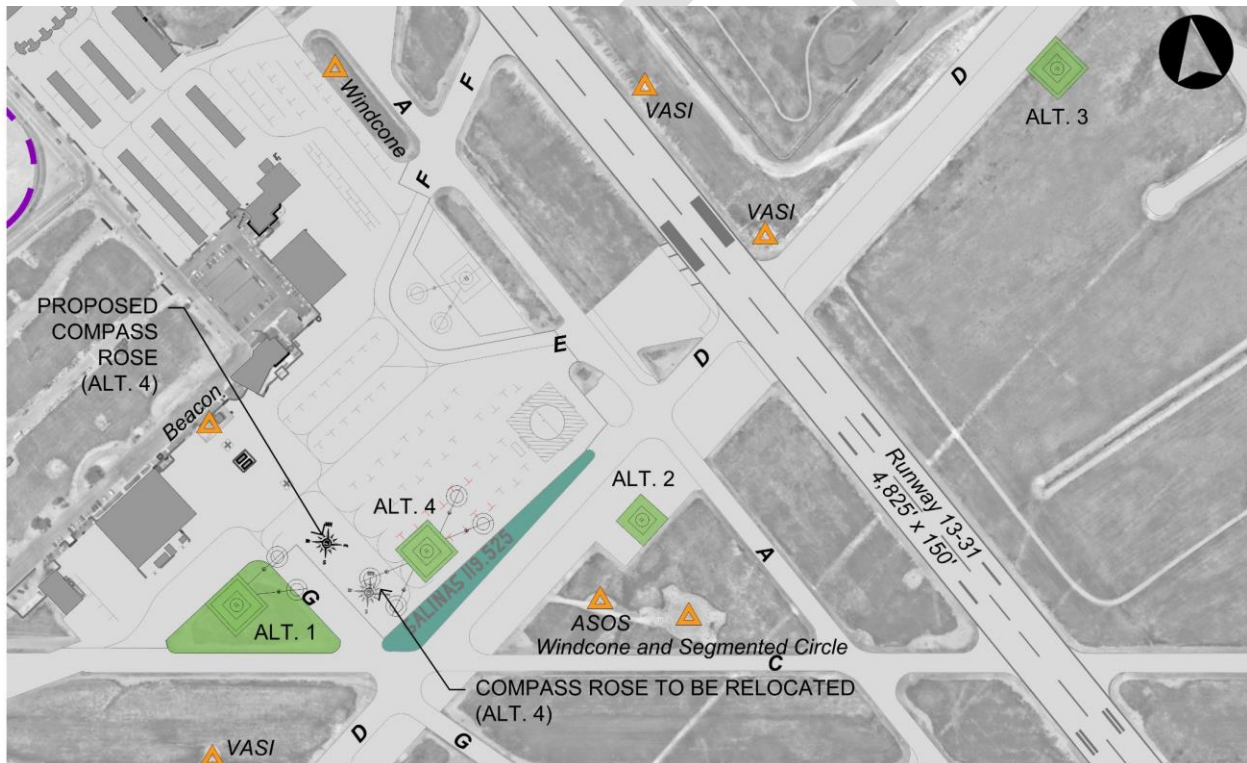 A
Windcone
F
VASI
D
ALT. 3
F
VASI
PROPOSED
COMPASS
ROSE
(ALT. 4)
E
D
Beacon
Runway 13-31
4,825' x 150'
ALT. 2
ALT. 4
SALINAS 119.525
A
G
ALT. 1
ASOS
Windcone and Segmented Circle
C
COMPASS ROSE TO BE RELOCATED
(ALT. 4)
D
G
VASI